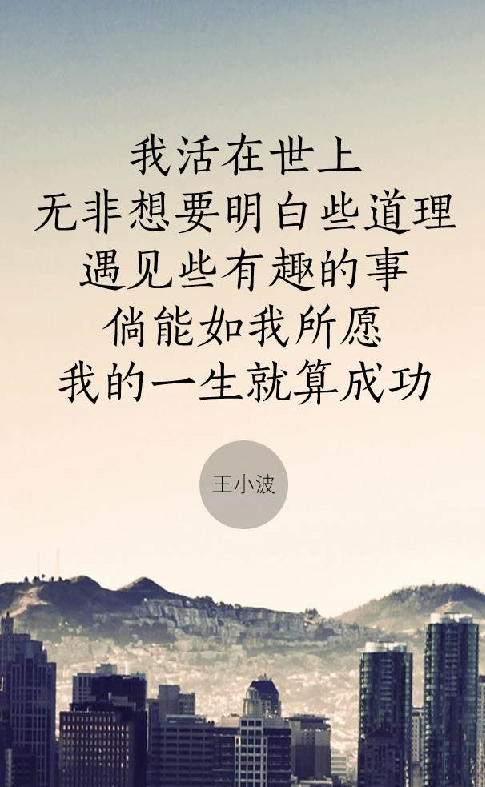 我活在世上
无非想要明白些道理
遇见些有趣的事
倘能如我所愿
我的一生就算成功
王小波